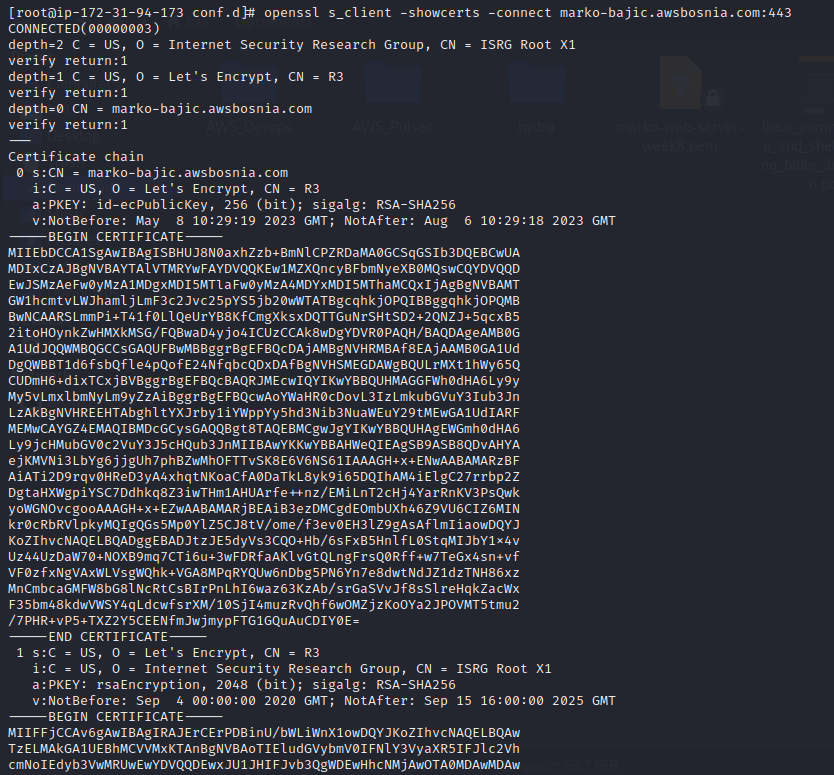 [root@ip-172-31-94-173 conf.d]# openssl s_client -showcerts -connect marko-bajic.awsbosnia.com:443
CONNECTED(00000003)
depth=2 C = US, O = Internet Security Research Group, CN = ISRG Root X1
verify return:1
depth=1 C = US, O = Let's Encrypt, CN = R3
verify return:1
depth=0 CN = marko-bajic.awsbosnia.com
verify return:1
---
Certificate chain
 0 s:CN = marko-bajic.awsbosnia.com
   i:C = US, O = Let's Encrypt, CN = R3
   a:PKEY: id-ecPublicKey, 256 (bit); sigalg: RSA-SHA256
   v:NotBefore: May  8 10:29:19 2023 GMT; NotAfter: Aug  6 10:29:18 2023 GMT
-----BEGIN CERTIFICATE-----
MIIEbDCCA1SgAwIBAgISBHUJ8N0axhZzb+BmNlCPZRDaMA0GCSqGSIb3DQEBCwUA
MDIxCzAJBgNVBAYTAlVTMRYwFAYDVQQKEw1MZXQncyBFbmNyeXB0MQswCQYDVQQD
EwJSMzAeFw0yMzA1MDgxMDI5MTlaFw0yMzA4MDYxMDI5MThaMCQxIjAgBgNVBAMT
GW1hcmtvLWJhamljLmF3c2Jvc25pYS5jb20wWTATBgcqhkjOPQIBBggqhkjOPQMB
BwNCAARSLmmPi+T41f0LlQeUrYB8KfCmgXksxDQTTGuNrSHtSD2+2QNZJ+5qcxB5
2itoHOynkZwHMXkMSG/FQBwaD4yjo4ICUzCCAk8wDgYDVR0PAQH/BAQDAgeAMB0G
A1UdJQQWMBQGCCsGAQUFBwMBBggrBgEFBQcDAjAMBgNVHRMBAf8EAjAAMB0GA1Ud
DgQWBBT1d6fsbQfle4pQofE24NfqbcQDxDAfBgNVHSMEGDAWgBQULrMXt1hWy65Q
CUDmH6+dixTCxjBVBggrBgEFBQcBAQRJMEcwIQYIKwYBBQUHMAGGFWh0dHA6Ly9y
My5vLmxlbmNyLm9yZzAiBggrBgEFBQcwAoYWaHR0cDovL3IzLmkubGVuY3Iub3Jn
LzAkBgNVHREEHTAbghltYXJrby1iYWppYy5hd3Nib3NuaWEuY29tMEwGA1UdIARF
MEMwCAYGZ4EMAQIBMDcGCysGAQQBgt8TAQEBMCgwJgYIKwYBBQUHAgEWGmh0dHA6
Ly9jcHMubGV0c2VuY3J5cHQub3JnMIIBAwYKKwYBBAHWeQIEAgSB9ASB8QDvAHYA
ejKMVNi3LbYg6jjgUh7phBZwMhOFTTvSK8E6V6NS61IAAAGH+x+ENwAABAMARzBF
AiATi2D9rqv0HReD3yA4xhqtNKoaCfA0DaTkL8yk9i65DQIhAM4iElgC27rrbp2Z
DgtaHXWgpiYSC7Ddhkq8Z3iwTHm1AHUArfe++nz/EMiLnT2cHj4YarRnKV3PsQwk
yoWGNOvcgooAAAGH+x+EZwAABAMARjBEAiB3ezDMCgdEOmbUXh46Z9VU6CIZ6MIN
kr0cRbRVlpkyMQIgQGs5Mp0YlZ5CJ8tV/ome/f3ev0EH3lZ9gAsAflmIiaowDQYJ
KoZIhvcNAQELBQADggEBADJtzJE5dyVs3CQO+Hb/6sFxB5HnlfL0StqMIJbY1×4v
Uz44UzDaW70+NOXB9mq7CTi6u+3wFDRfaAKlvGtQLngFrsQ0Rff+w7TeGx4sn+vf
VF0zfxNgVAxWLVsgWQhk+VGA8MPqRYQUw6nDbg5PN6Yn7e8dwtNdJZ1dzTNH86xz
MnCmbcaGMFW8bG8lNcRtCsBIrPnLhI6waz63KzAb/srGaSVvJf8sSlreHqkZacWx
F35bm48kdwVWSY4qLdcwfsrXM/10SjI4muzRvQhf6wOMZjzKoOYa2JPOVMT5tmu2
/7PHR+vP5+TXZ2Y5CEENfmJwjmypFTG1GQuAuCDIY0E=
-----END CERTIFICATE-----
 1 s:C = US, O = Let's Encrypt, CN = R3
   i:C = US, O = Internet Security Research Group, CN = ISRG Root X1
   a:PKEY: rsaEncryption, 2048 (bit); sigalg: RSA-SHA256
   v:NotBefore: Sep  4 00:00:00 2020 GMT; NotAfter: Sep 15 16:00:00 2025 GMT
-----BEGIN CERTIFICATE-----
MIIFFjCCAv6gAwIBAgIRAJErCErPDBinU/bWLiWnX1owDQYJKoZIhvcNAQELBQAw
TzELMAkGA1UEBhMCVVMxKTAnBgNVBAoTIEludGVybmV0IFNlY3VyaXR5IFJlc2Vh
cmNoIEdyb3VwMRUwEwYDVQQDEwxJU1JHIFJvb3QgWDEwHhcNMjAwOTA0MDAwMDAw